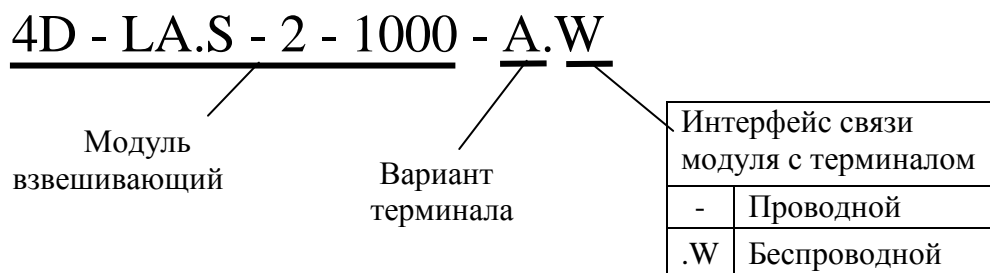 4D - LA.S - 2 - 1000 - A.W
Модуль
взвешивающий
Вариант
терминала
Интерфейс связи
модуля с терминалом
- Проводной
.W Беспроводной